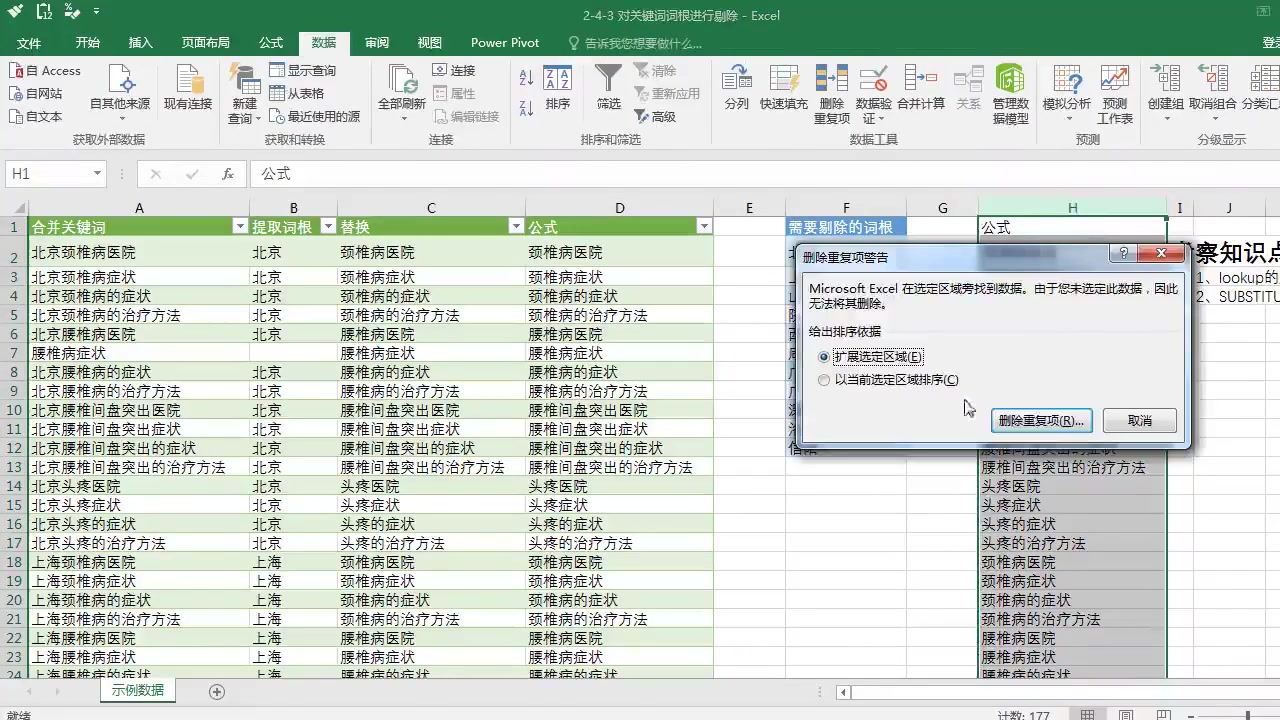 2-4-3 对关键词词根进行剔除 - Excel
文件 开始 插入 页面布局 公式 数据 审阅 视图 Power Pivot 告诉我您想要做什么...
自 Access
自网站
自文本
自其他来源
现有连接
获取外部数据
新建
查询
显示查询
从表格
最近使用的源
获取和转换
全部刷新
连接
属性
编辑链接
连接
排序
筛选
清除
重新应用
高级
排序和筛选
分列
快速填充
删除
重复项
数据验
证
合并计算
关系
管理数
据模型
数据工具
模拟分析
预测
工作表
预测
创建组
取消组合
分类汇
分级显示
H1
fx
公式
A B C D E F G H I J
1 合并关键词 提取词根 替换 公式 需要剔除的词根 公式
2 北京颈椎病医院 北京 颈椎病医院 颈椎病医院 察知识点
3 北京颈椎病症状 北京 颈椎病症状 颈椎病症状 1、lookup的
4 北京颈椎病的症状 北京 颈椎病的症状 颈椎病的症状 2、SUBSTITU
5 北京颈椎病的治疗方法 北京 颈椎病的治疗方法 颈椎病的治疗方法
6 北京腰椎病医院 北京 腰椎病医院 腰椎病医院
7 腰椎病症状 腰椎病症状 腰椎病症状
8 北京腰椎病的症状 北京 腰椎病的症状 腰椎病的症状
9 北京腰椎病的治疗方法 北京 腰椎病的治疗方法 腰椎病的治疗方法
10 北京腰椎间盘突出医院 北京 腰椎间盘突出医院 腰椎间盘突出医院
11 北京腰椎间盘突出症状 北京 腰椎间盘突出症状 腰椎间盘突出症状
12 北京腰椎间盘突出的症状 北京 腰椎间盘突出的症状 腰椎间盘突出的症状 腰椎间盘突出的症状
13 北京腰椎间盘突出的治疗方法 北京 腰椎间盘突出的治疗方法 腰椎间盘突出的治疗方法 腰椎间盘突出的治疗方法
14 北京头疼医院 北京 头疼医院 头疼医院 头疼医院
15 北京头疼症状 北京 头疼症状 头疼症状 头疼症状
16 北京头疼的症状 北京 头疼的症状 头疼的症状 头疼的症状
17 北京头疼的治疗方法 北京 头疼的治疗方法 头疼的治疗方法 头疼的治疗方法
18 上海颈椎病医院 上海 颈椎病医院 颈椎病医院 颈椎病医院
19 上海颈椎病症状 上海 颈椎病症状 颈椎病症状 颈椎病症状
20 上海颈椎病的症状 上海 颈椎病的症状 颈椎病的症状 颈椎病的症状
21 上海颈椎病的治疗方法 上海 颈椎病的治疗方法 颈椎病的治疗方法 颈椎病的治疗方法
22 上海腰椎病医院 上海 腰椎病医院 腰椎病医院 腰椎病医院
23 上海腰椎病症状 上海 腰椎病症状 腰椎病症状 腰椎病症状
24 上海腰椎病的症状 上海 腰椎病的症状 腰椎病的症状 腰椎病的症状
删除重复项警告
Microsoft Excel 在选定区域旁找到数据。由于您未选定此数据，因此
无法将其删除。
给出排序依据
扩展选定区域(E)
以当前选定区域排序(C)
删除重复项(R)...
取消
示例数据
就绪
计数: 177